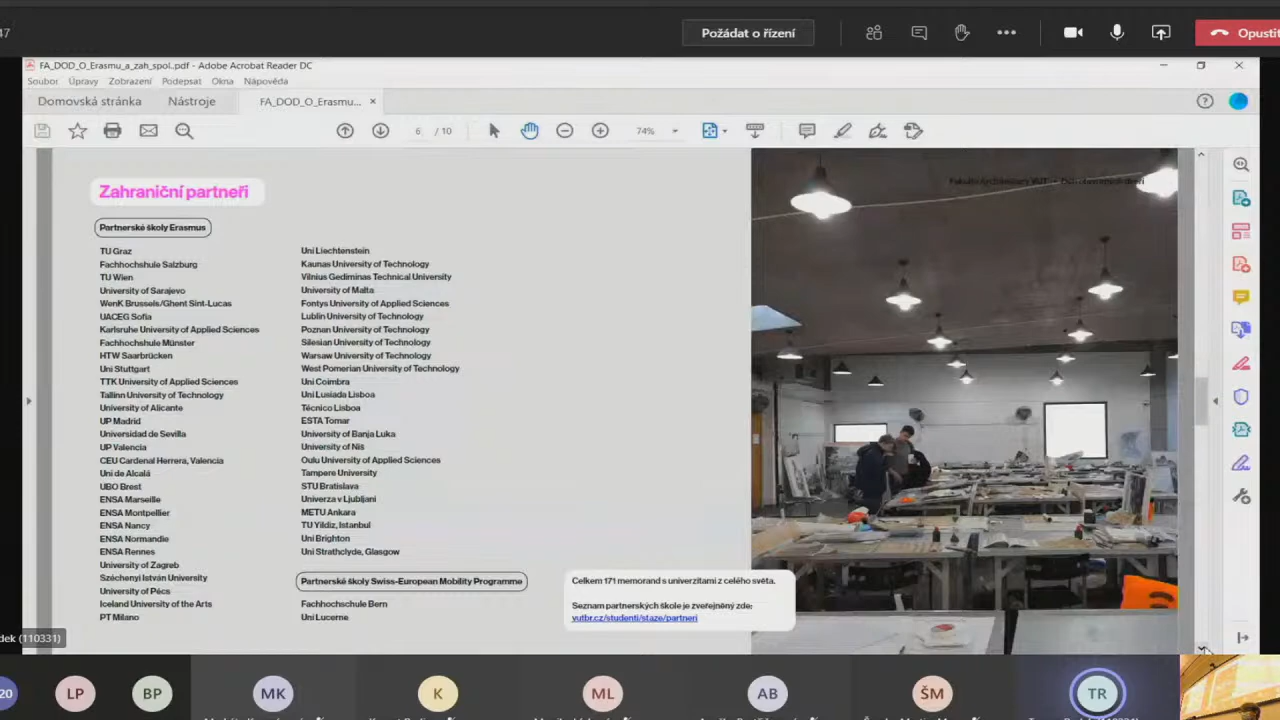 47
Požádat o řízení
Opustit
FA_DOD_O_Erasmu_a_zah_spol..pdf - Adobe Acrobat Reader DC
Soubor Úpravy Zobrazení Podepsat Okna Nápověda
Domovská stránka Nástroje FA_DOD_O_Erasmu...
6 / 10 74%
Zahraniční partneři
Fakulta architektury VUT
Partnerské školy Erasmus
TU Graz
Fachhochshule Salzburg
TU Wien
University of Sarajevo
WenK Brussels/Ghent Sint-Lucas
UACEG Sofia
Karlsruhe University of Applied Sciences
Fachhochschule Münster
HTW Saarbrücken
Uni Stuttgart
TTK University of Applied Sciences
Tallinn University of Technology
University of Alicante
UP Madrid
Universidad de Sevilla
UP Valencia
CEU Cardenal Herrera, Valencia
Uni de Alcalá
UBO Brest
ENSA Marseille
ENSA Montpellier
ENSA Nancy
ENSA Normandie
ENSA Rennes
University of Zagreb
Széchenyi István University
University of Pécs
Iceland University of the Arts
PT Milano
Uni Liechtenstein
Kaunas University of Technology
Vilnius Gediminas Technical University
University of Malta
Fontys University of Applied Sciences
Lublin University of Technology
Poznan University of Technology
Silesian University of Technology
Warsaw University of Technology
West Pomerian University of Technology
Uni Coimbra
Uni Lusiada Lisboa
Técnico Lisboa
ESTA Tomar
University of Banja Luka
University of Nis
Oulu University of Applied Sciences
Tampere University
STU Bratislava
Univerza v Ljubljani
METU Ankara
TU Yildiz, Istanbul
Uni Brighton
Uni Strathclyde, Glasgow
Partnerské školy Swiss-European Mobility Programme
Fachhochschule Bern
Uni Lucerne
Celkem 171 memorand s univerzitami z celého světa.
Seznam partnerských škole je zveřejněný zde:
vutbr.cz/studenti/staze/partneri
dek (110331)
20 LP BP MK K ML AB ŠM TR